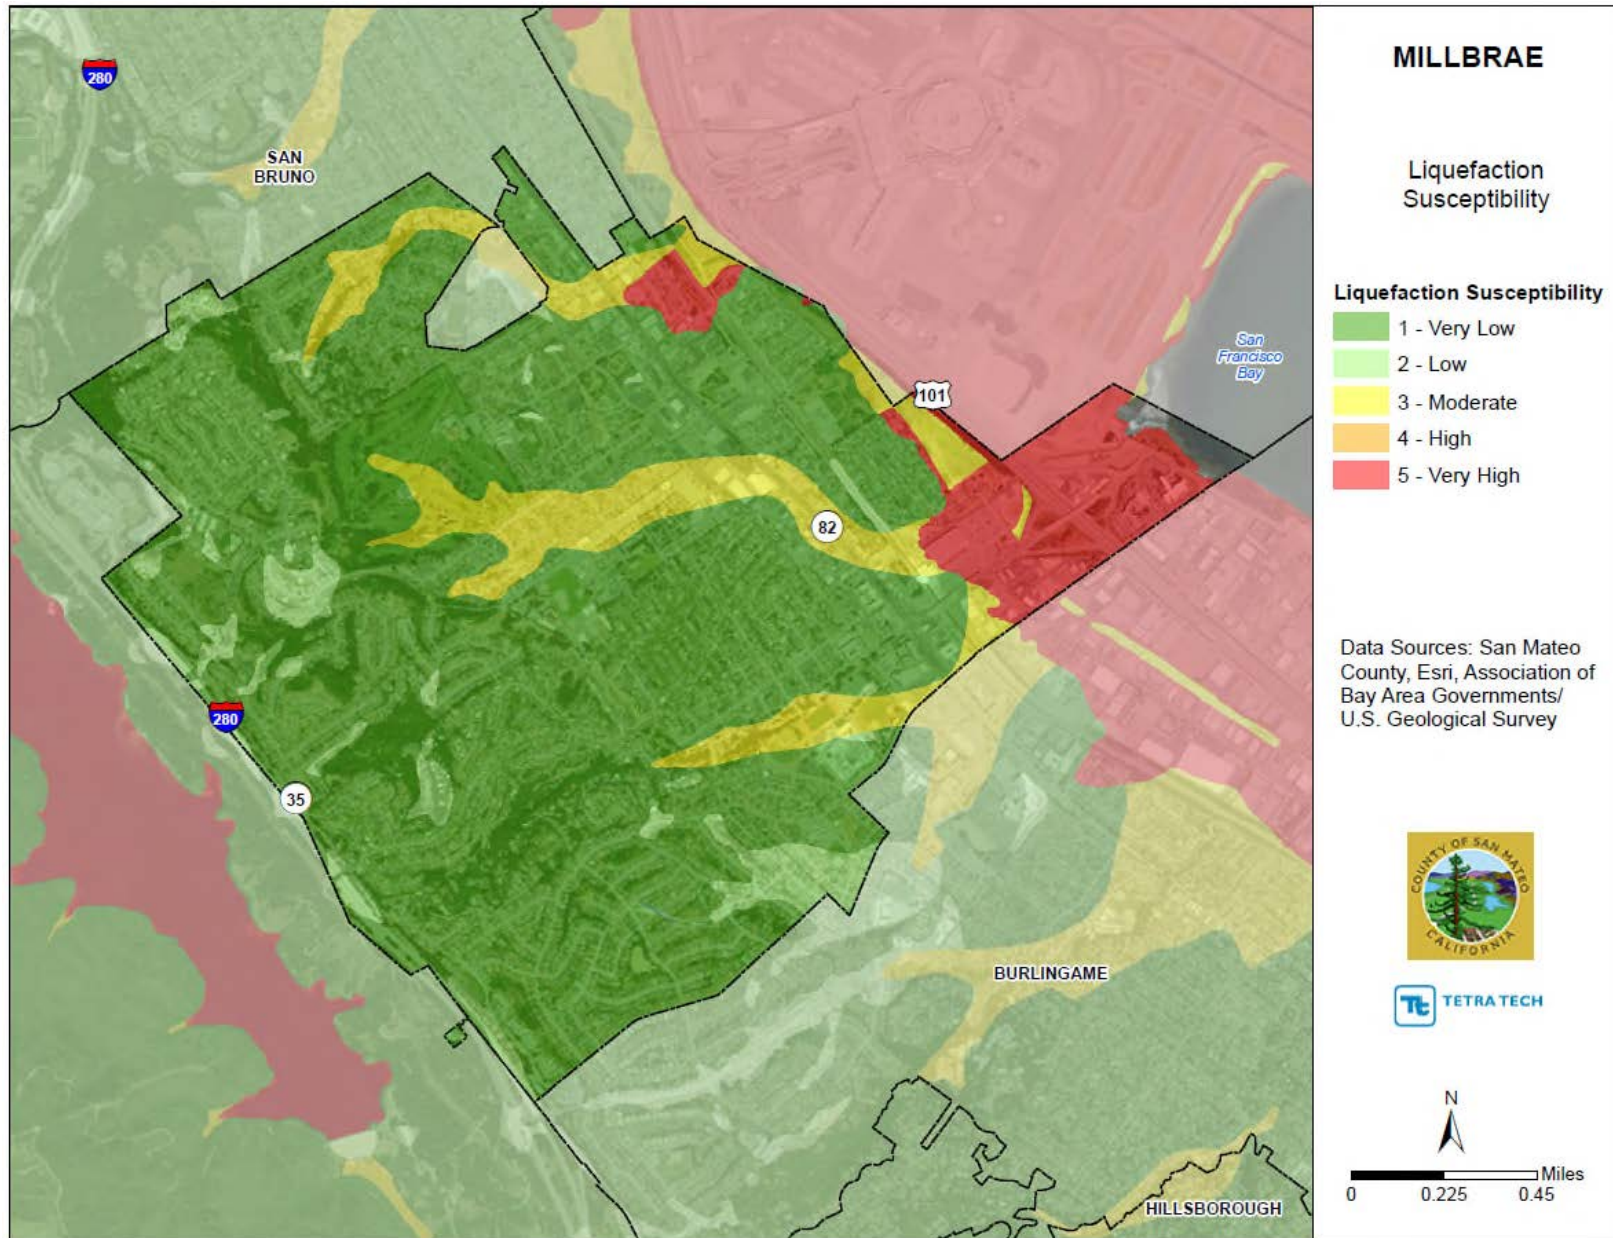 MILLBRAE
Liquefaction
Susceptibility
Liquefaction Susceptibility
1 - Very Low
2 - Low
3 - Moderate
4 - High
5 - Very High
Data Sources: San Mateo
County, Esri, Association of
Bay Area Governments/
U.S. Geological Survey
COUNTY OF SAN MATEO
CALIFORNIA
Tt TETRA TECH
N
Miles
0 0.225 0.45
280
SAN
BRUNO
San
Francisco
Bay
101
82
280
35
BURLINGAME
HILLSBOROUGH